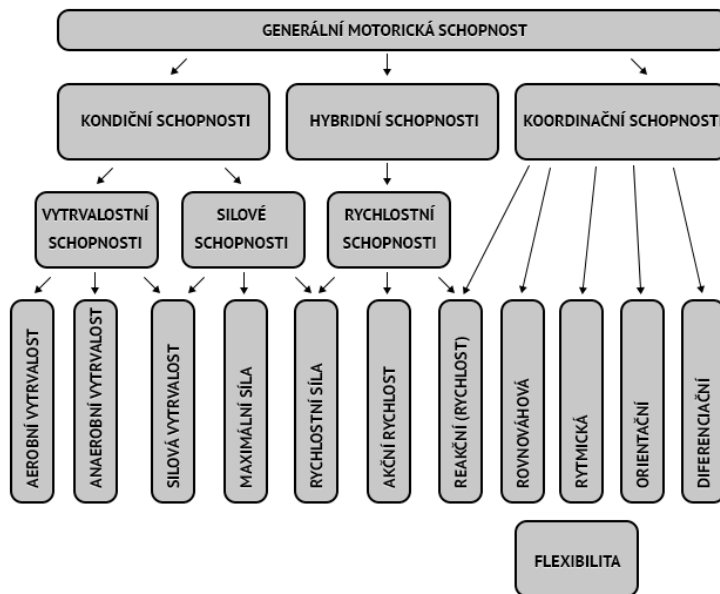 GENERÁLNÍ MOTORICKÁ SCHOPNOST
KONDIČNÍ SCHOPNOSTI
HYBRIDNÍ SCHOPNOSTI
KOORDINAČNÍ SCHOPNOSTI
VYTRVALOSTNÍ
SCHOPNOSTI
SILOVÉ
SCHOPNOSTI
RYCHLOSTNÍ
SCHOPNOSTI
AEROBNÍ VYTRVALOST
ANAEROBNÍ VYTRVALOST
SILOVÁ VYTRVALOST
MAXIMÁLNÍ SÍLA
RYCHLOSTNÍ SÍLA
AKČNÍ RYCHLOST
REAKČNÍ (RYCHLOST)
ROVNOVÁHOVÁ
RYTMICKÁ
ORIENTAČNÍ
DIFERENCIAČNÍ
FLEXIBILITA